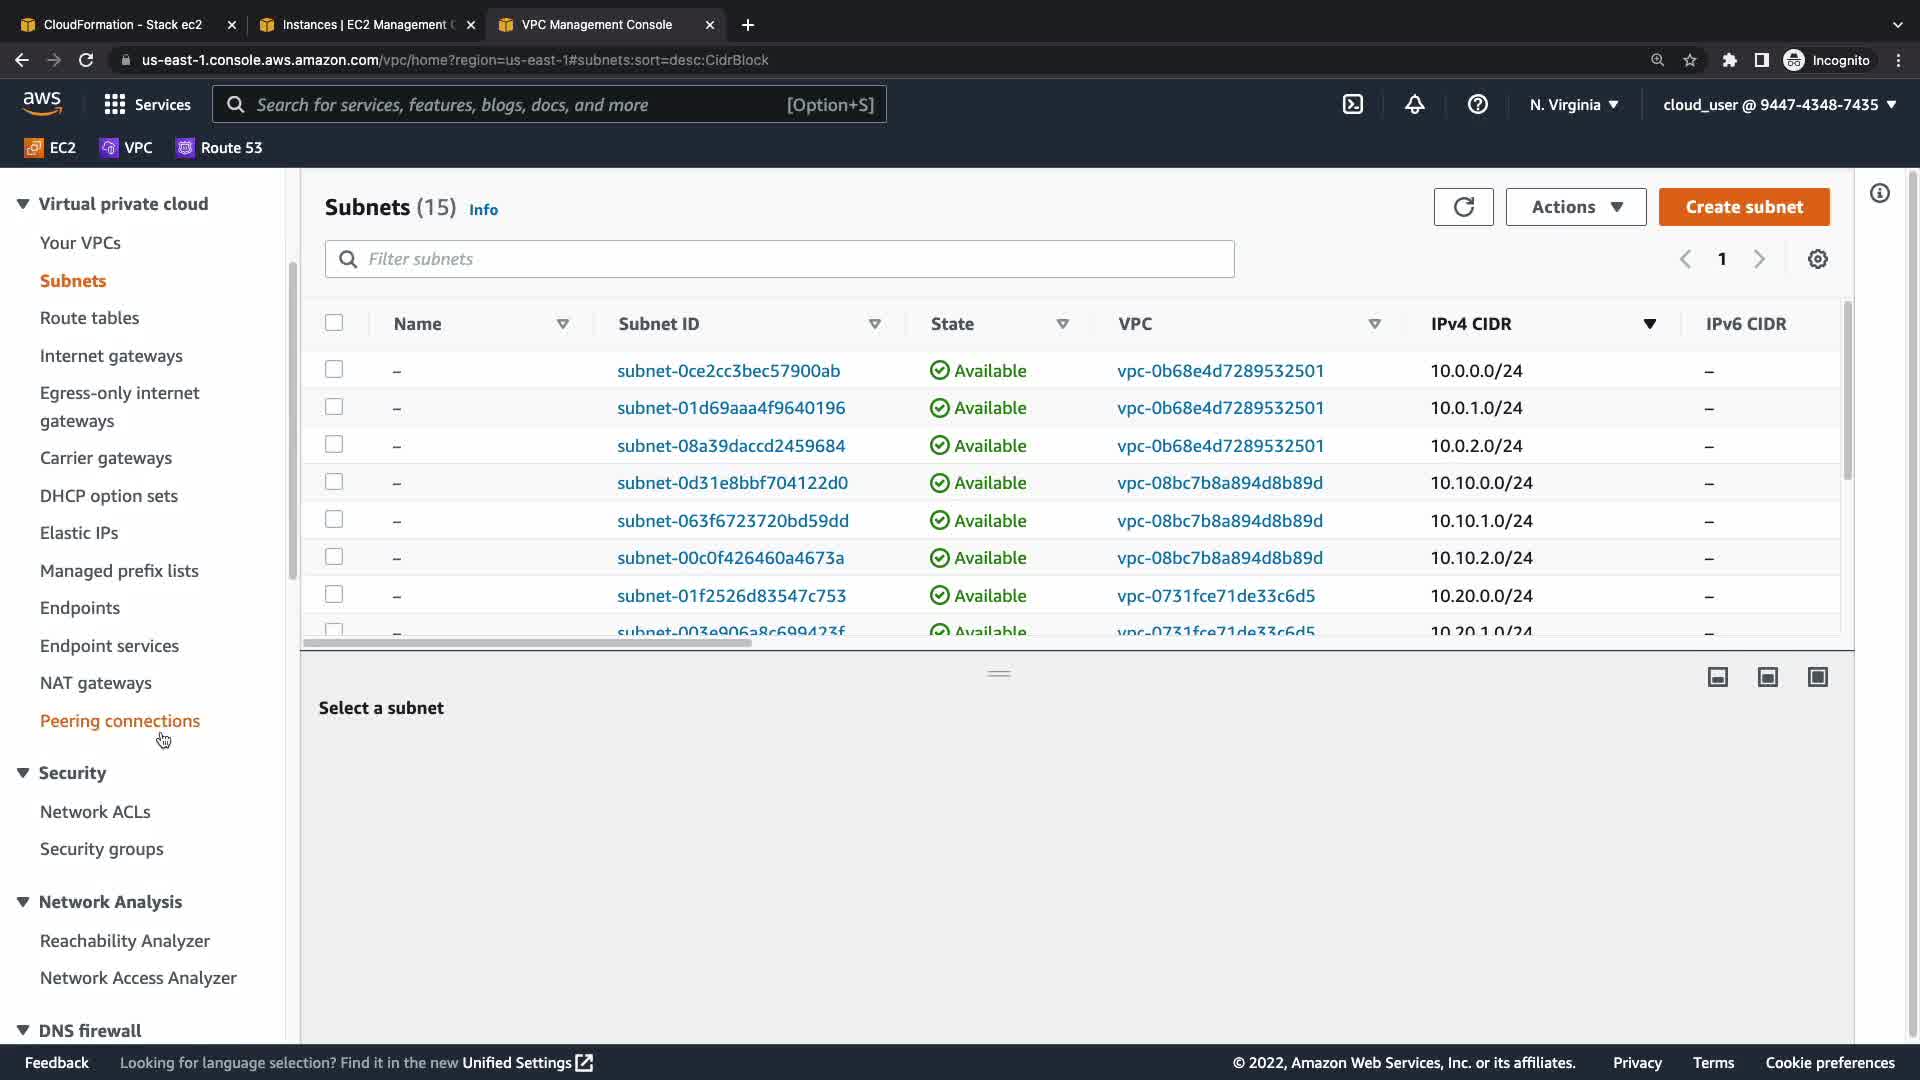 CloudFormation - Stack ec2
Instances | EC2 Management C
VPC Management Console
us-east-1.console.aws.amazon.com/vpc/home?region=us-east-1#subnets:sort=desc:CidrBlock
Incognito
aws
Services
Search for services, features, blogs, docs, and more
[Option+S]
N. Virginia
cloud_user @ 9447-4348-7435
EC2
VPC
Route 53
Virtual private cloud
Your VPCs
Subnets
Route tables
Internet gateways
Egress-only internet
gateways
Carrier gateways
DHCP option sets
Elastic IPs
Managed prefix lists
Endpoints
Endpoint services
NAT gateways
Peering connections
Security
Network ACLs
Security groups
Network Analysis
Reachability Analyzer
Network Access Analyzer
DNS firewall
Subnets (15) Info
Actions
Create subnet
Filter subnets
1
Name Subnet ID State VPC IPv4 CIDR IPv6 CIDR
– subnet-0ce2cc3bec57900ab Available vpc-0b68e4d7289532501 10.0.0.0/24 –
– subnet-01d69aaa4f9640196 Available vpc-0b68e4d7289532501 10.0.1.0/24 –
– subnet-08a39daccd2459684 Available vpc-0b68e4d7289532501 10.0.2.0/24 –
– subnet-0d31e8bbf704122d0 Available vpc-08bc7b8a894d8b89d 10.10.0.0/24 –
– subnet-063f6723720bd59dd Available vpc-08bc7b8a894d8b89d 10.10.1.0/24 –
– subnet-00c0f426460a4673a Available vpc-08bc7b8a894d8b89d 10.10.2.0/24 –
– subnet-01f2526d83547c753 Available vpc-0731fce71de33c6d5 10.20.0.0/24 –
– subnet-003e906a8c699423f Available vpc-0731fce71de33c6d5 10.20.1.0/24 –
Select a subnet
Feedback
Looking for language selection? Find it in the new Unified Settings
© 2022, Amazon Web Services, Inc. or its affiliates.
Privacy
Terms
Cookie preferences